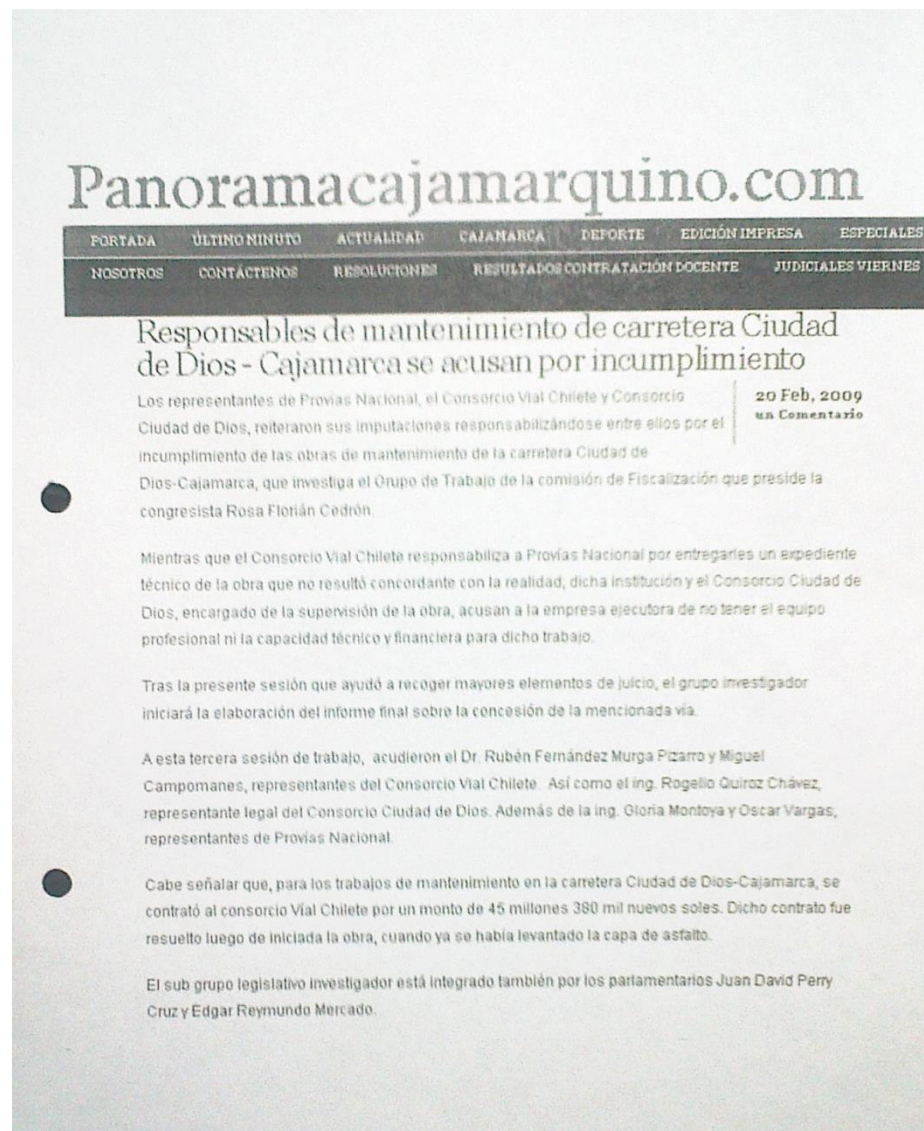 Panoramacajamarquino.com
PORTADA ÚLTIMO MINUTO ACTUALIDAD CAJAMARCA DEPORTE EDICIÓN IMPRESA ESPECIALES
NOSOTROS CONTÁCTENOS RESOLUCIONES RESULTADOS CONTRATACIÓN DOCENTE JUDICIALES VIERNES
Responsables de mantenimiento de carretera Ciudad
de Dios - Cajamarca se acusan por incumplimiento
20 Feb, 2009
un Comentario
Los representantes de Provias Nacional, el Consorcio Vial Chilete y Consorcio
Ciudad de Dios, reiteraron sus imputaciones responsabilizándose entre ellos por el
incumplimiento de las obras de mantenimiento de la carretera Ciudad de
Dios-Cajamarca, que investiga el Grupo de Trabajo de la comisión de Fiscalización que preside la
congresista Rosa Florián Cedrón.
Mientras que el Consorcio Vial Chilete responsabiliza a Provías Nacional por entregarles un expediente
técnico de la obra que no resultó concordante con la realidad, dicha institución y el Consorcio Ciudad de
Dios, encargado de la supervisión de la obra, acusan a la empresa ejecutora de no tener el equipo
profesional ni la capacidad técnico y financiera para dicho trabajo.
Tras la presente sesión que ayudó a recoger mayores elementos de juicio, el grupo investigador
iniciará la elaboración del informe final sobre la concesión de la mencionada vía.
A esta tercera sesión de trabajo, acudieron el Dr. Rubén Fernández Murga Pizarro y Miguel
Campomanes, representantes del Consorcio Vial Chilete. Así como el ing. Rogelio Quiroz Chávez,
representante legal del Consorcio Ciudad de Dios. Además de la ing. Gloria Montoya y Oscar Vargas,
representantes de Provias Nacional.
Cabe señalar que, para los trabajos de mantenimiento en la carretera Ciudad de Dios-Cajamarca, se
contrató al consorcio Víal Chilete por un monto de 45 millones 380 mil nuevos soles. Dicho contrato fue
resuelto luego de iniciada la obra, cuando ya se había levantado la capa de asfalto.
El sub grupo legislativo investigador está integrado también por los parlamentarios Juan David Perry
Cruz y Edgar Reymundo Mercado.